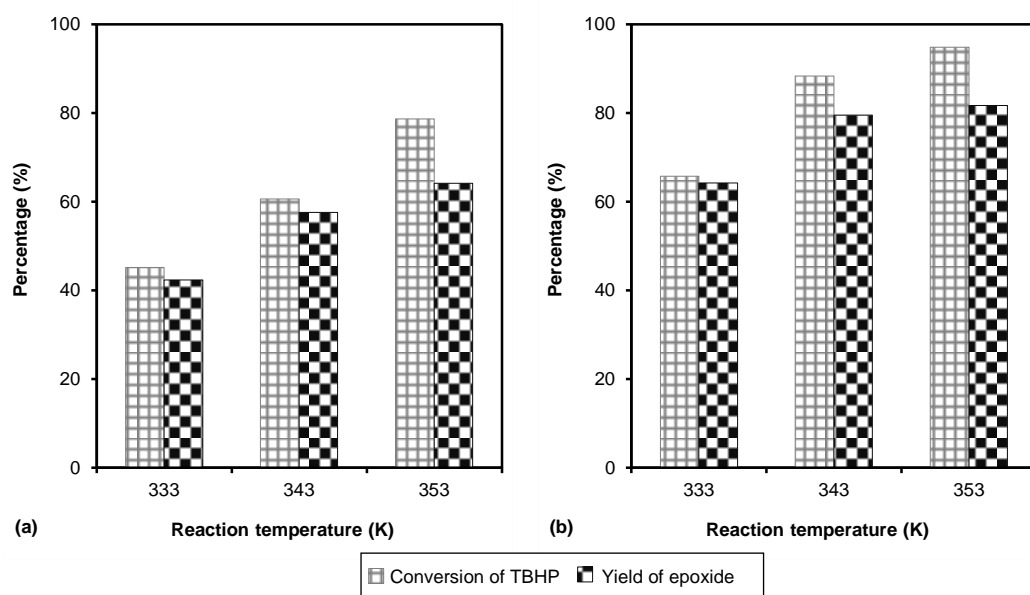 100
80
60
40
20
0
Percentage (%)
333 343 353
(a)
Reaction temperature (K)
100
80
60
40
20
0
Percentage (%)
333 343 353
(b)
Reaction temperature (K)
Conversion of TBHP Yield of epoxide